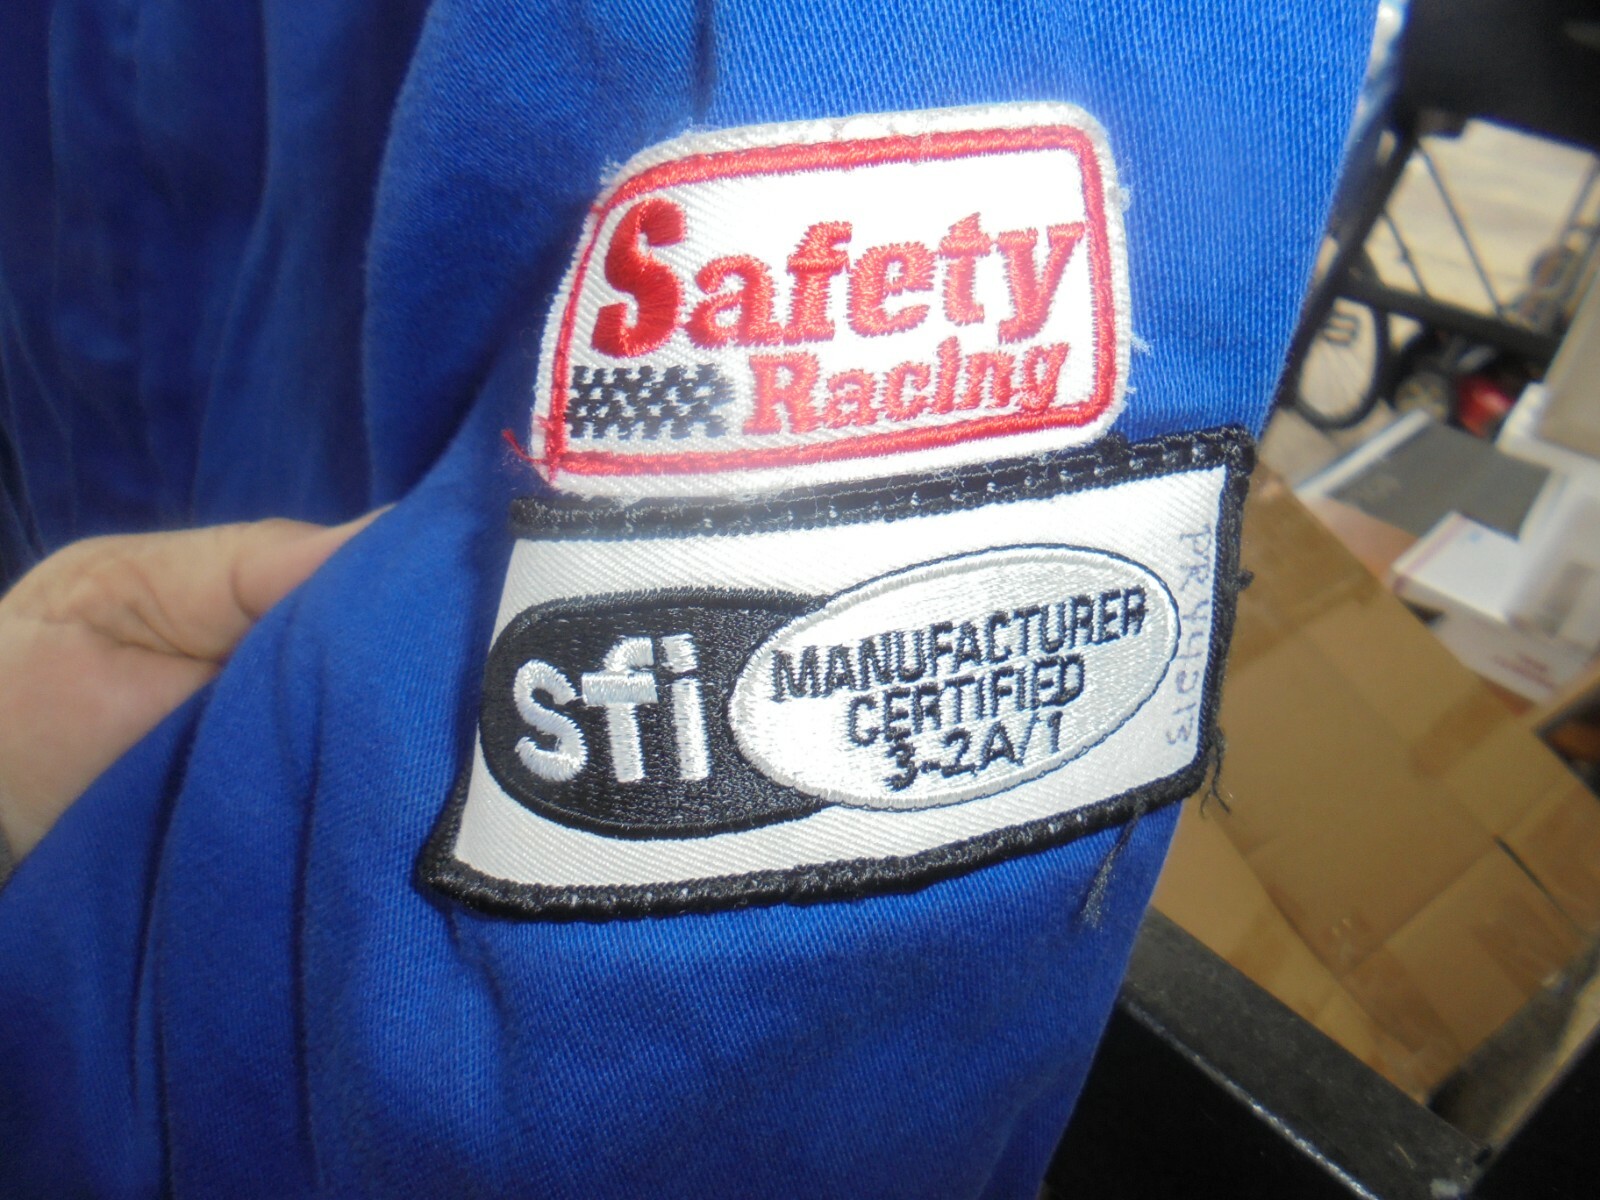 Safety
Racing
sfi
MANUFACTURER
CERTIFIED
3-2A/1